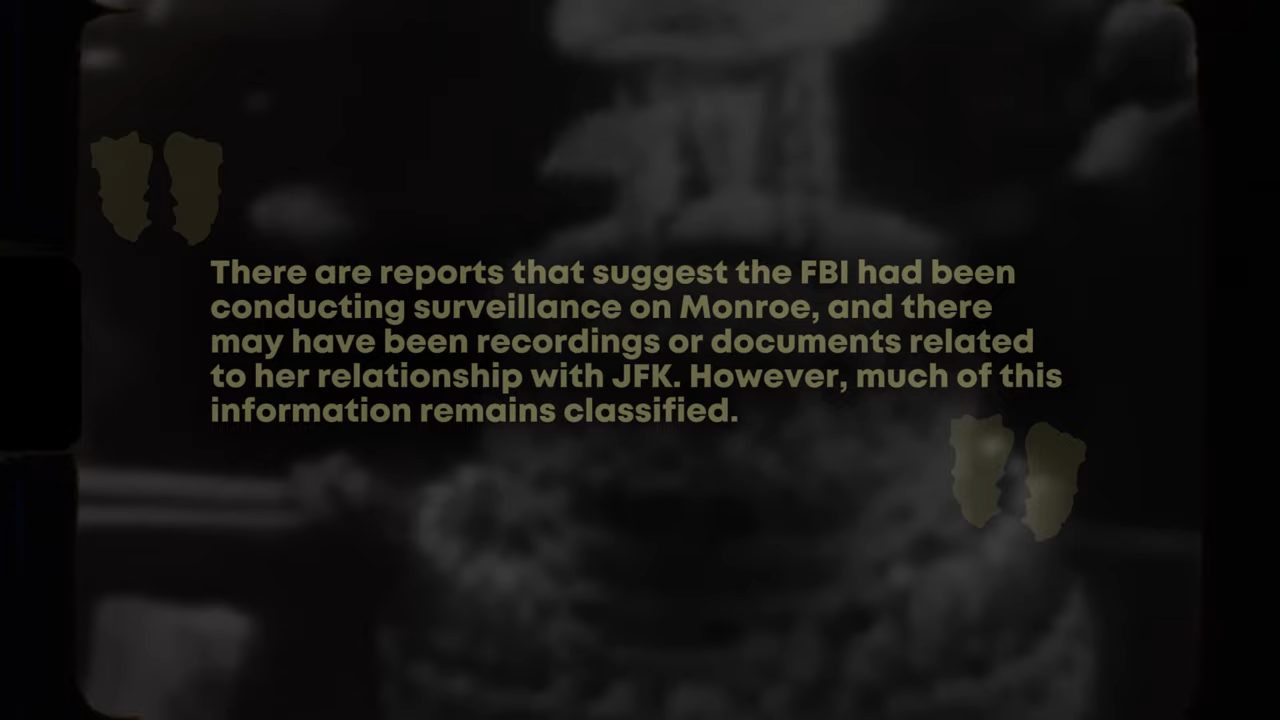 There are reports that suggest the FBI had been
conducting surveillance on Monroe, and there
may have been recordings or documents related
to her relationship with JFK. However, much of this
information remains classified.